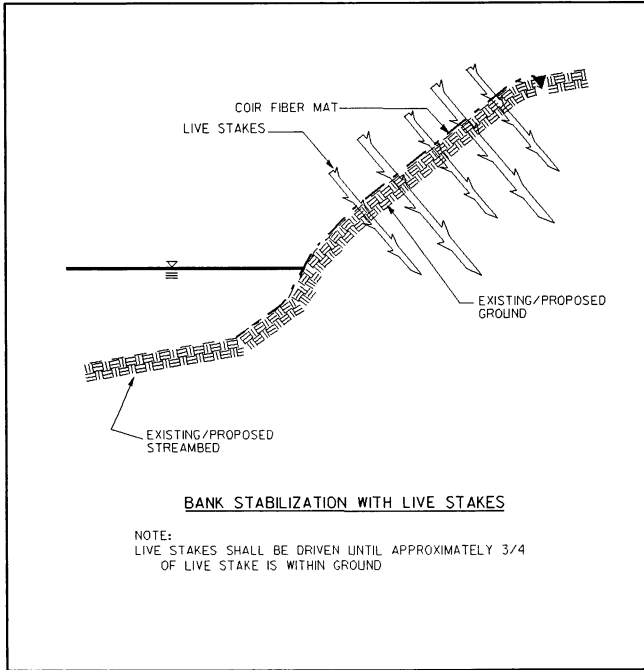 COIR FIBER MAT
LIVE STAKES
EXISTING/PROPOSED
GROUND
EXISTING/PROPOSED
STREAMBED
BANK STABILIZATION WITH LIVE STAKES
NOTE:
LIVE STAKES SHALL BE DRIVEN UNTIL APPROXIMATELY 3/4
OF LIVE STAKE IS WITHIN GROUND